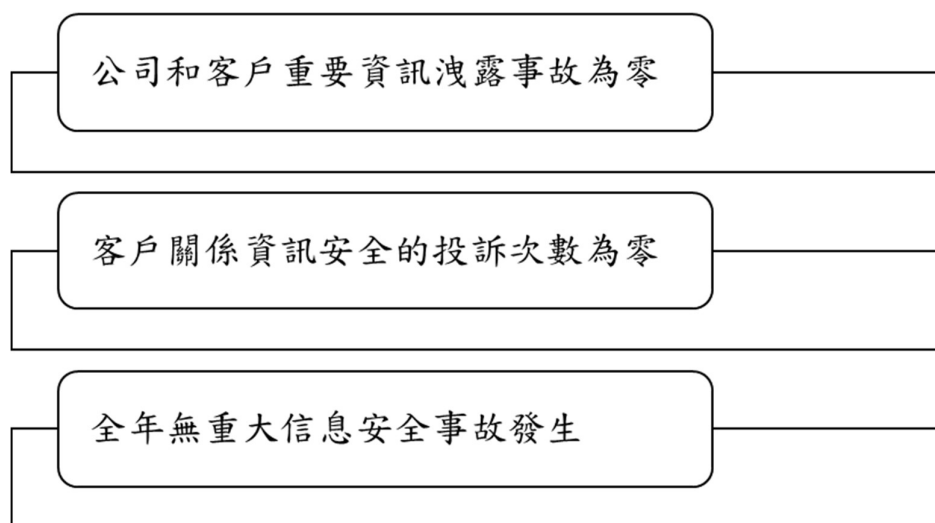 公司和客戶重要資訊洩露事故為零
客戶關係資訊安全的投訴次數為零
全年無重大信息安全事故發生